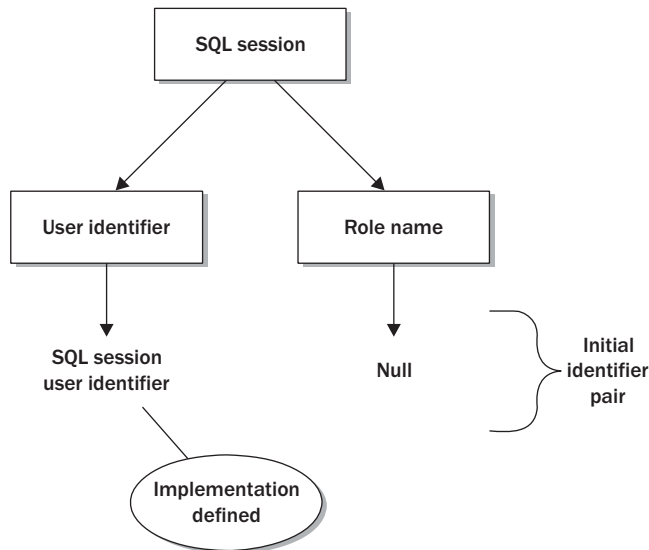 SQL session
User identifier
Role name
SQL session
user identifier
Null
Initial
identifier
pair
Implementation
defined